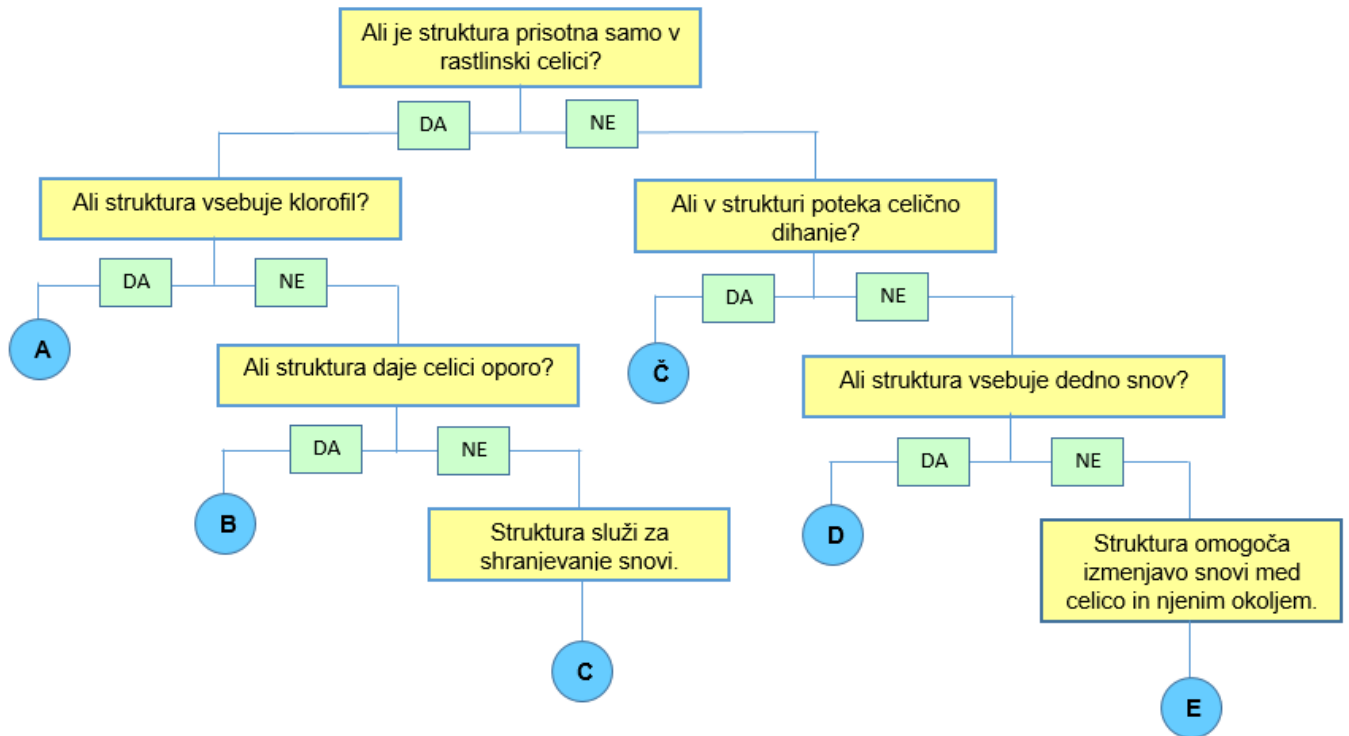 Ali je struktura prisotna samo v
rastlinski celici?
DA
NE
Ali struktura vsebuje klorofil?
Ali v strukturi poteka celično
dihanje?
DA
NE
DA
NE
A
Ali struktura daje celici oporo?
Č
Ali struktura vsebuje dedno snov?
DA
NE
DA
NE
B
Struktura služi za
shranjevanje snovi.
D
Struktura omogoča
izmenjavo snovi med
celico in njenim okoljem.
C
E